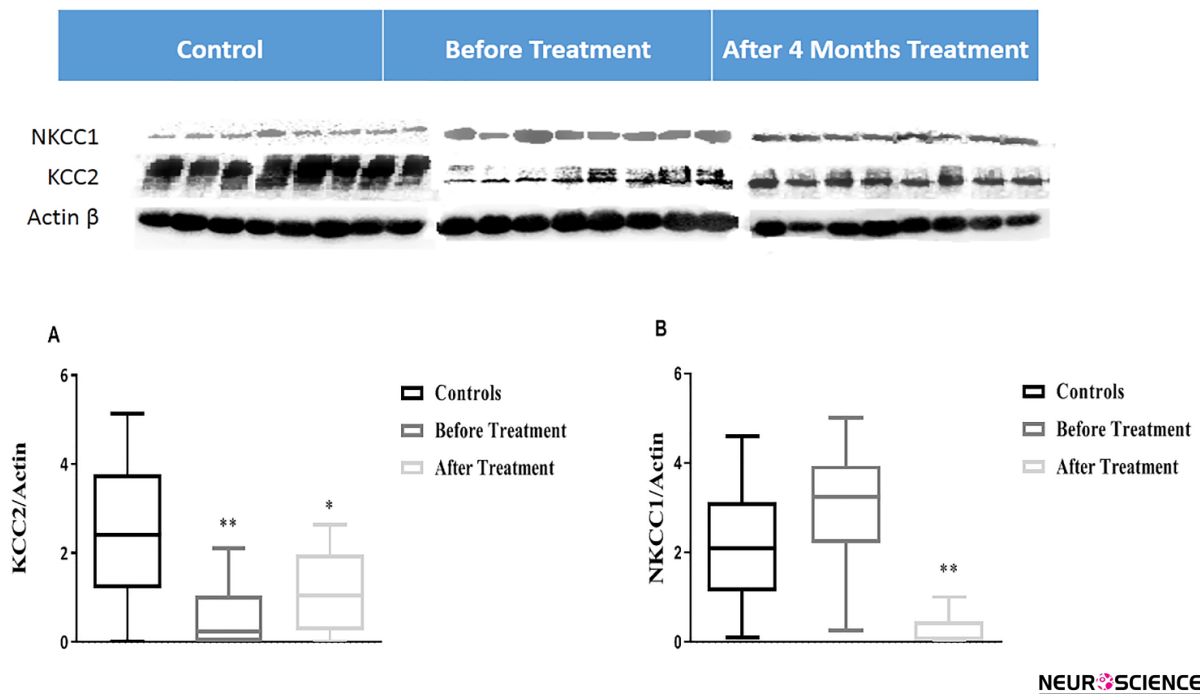 Control Before Treatment After 4 Months Treatment
NKCC1
KCC2
Actin β
A
KCC2/Actin
6
4
2
0
**
*
Controls
Before Treatment
After Treatment
B
NKCC1/Actin
6
4
2
0
**
Controls
Before Treatment
After Treatment
NEUROSCIENCE